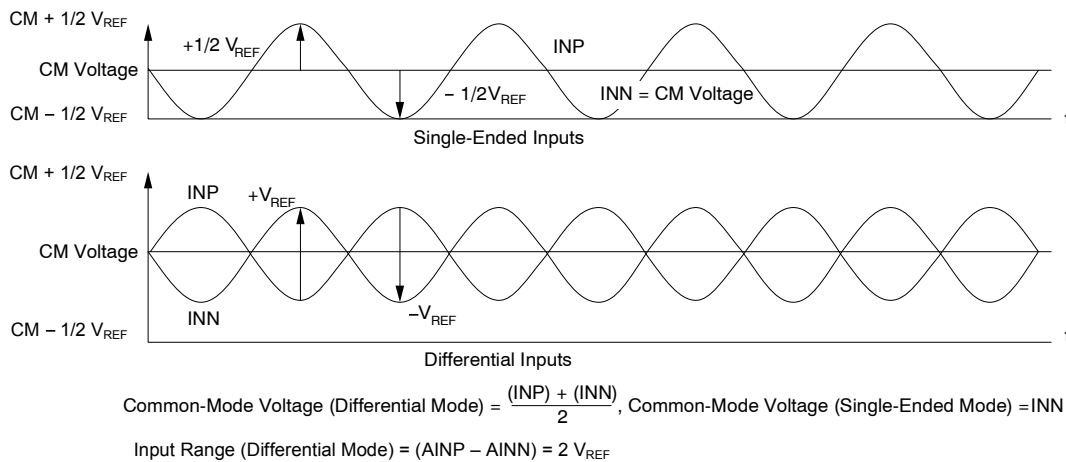 CM + 1/2 VREF
+1/2 VREF
INP
CM Voltage
− 1/2VREF
INN = CM Voltage
CM − 1/2 VREF
Single-Ended Inputs
CM + 1/2 VREF
INP
+VREF
CM Voltage
INN
−VREF
CM − 1/2 VREF
Differential Inputs
Common-Mode Voltage (Differential Mode) = (INP) + (INN) / 2, Common-Mode Voltage (Single-Ended Mode) = INN
Input Range (Differential Mode) = (AINP − AINN) = 2 VREF